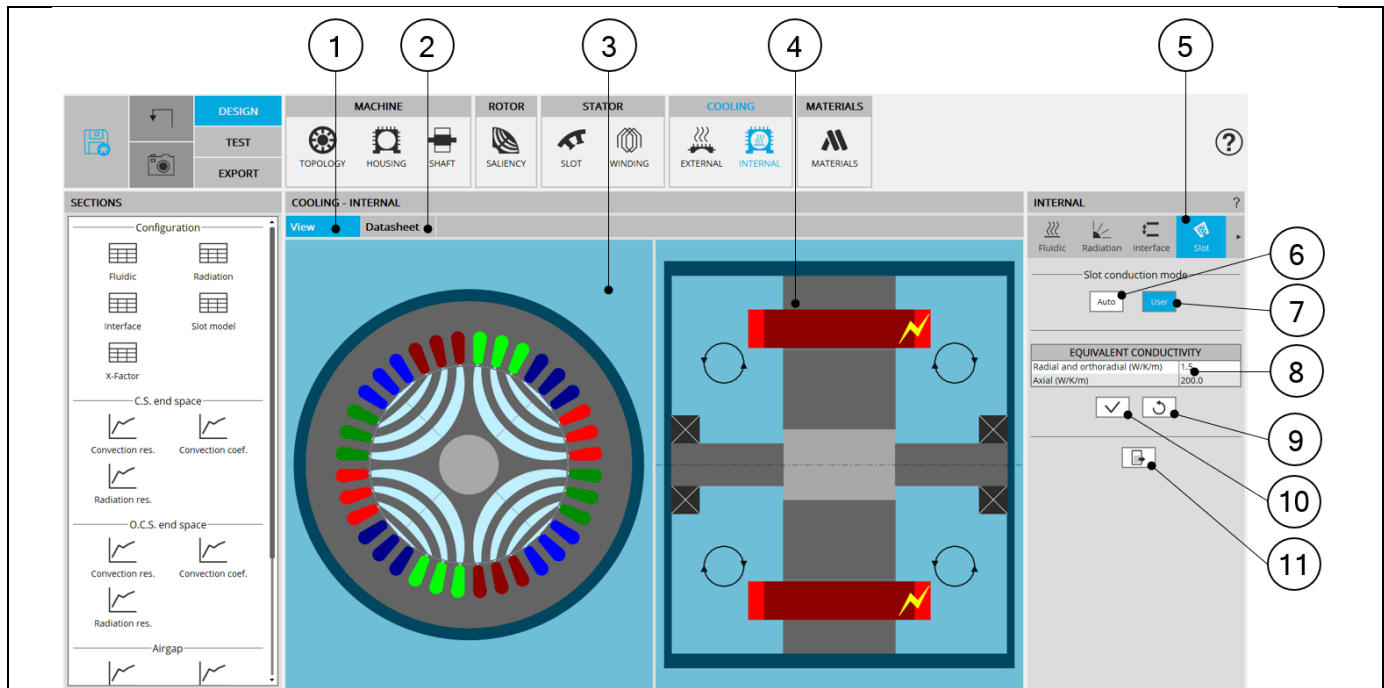 1 2 3 4 5
MACHINE ROTOR STATOR COOLING MATERIALS
DESIGN
TEST
EXPORT
TOPOLOGY HOUSING SHAFT SALIENCY SLOT WINDING EXTERNAL INTERNAL MATERIALS
?
SECTIONS
Configuration
Fluidic Radiation
Interface Slot model
X-Factor
C.S. end space
Convection res. Convection coef.
Radiation res.
O.C.S. end space
Convection res. Convection coef.
Radiation res.
Airgap
COOLING - INTERNAL
View Datasheet
INTERNAL ?
Fluidic Radiation Interface Slot
Slot conduction mode
Auto User
EQUIVALENT CONDUCTIVITY
Radial and orthoradial (W/K/m) 1.5
Axial (W/K/m) 200.0
6
7
8
9
10
11